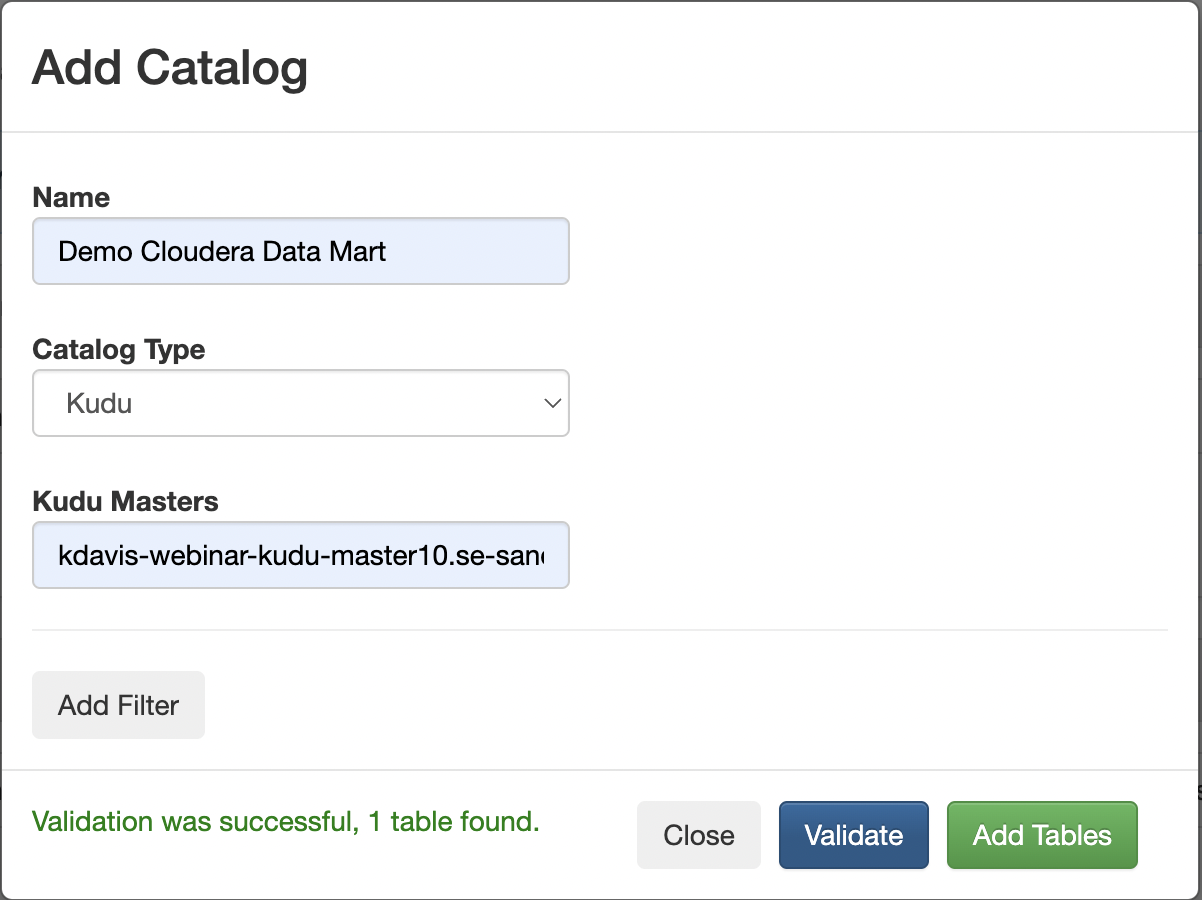 Add Catalog
Name
Demo Cloudera Data Mart
Catalog Type
Kudu
Kudu Masters
kdavis-webinar-kudu-master10.se-san
Add Filter
Validation was successful, 1 table found.
Close
Validate
Add Tables